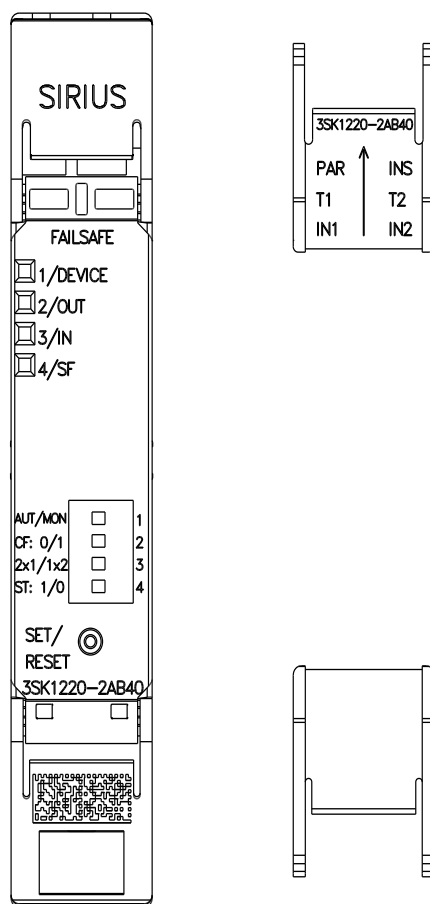 SIRIUS
FAILSAFE
1/DEVICE
2/OUT
3/IN
4/SF
AUT/MON 1
CF: 0/1 2
2x1/1x2 3
ST: 1/0 4
SET/
RESET
3SK1220-2AB40
3SK1220-2AB40
PAR INS
T1 T2
IN1 IN2